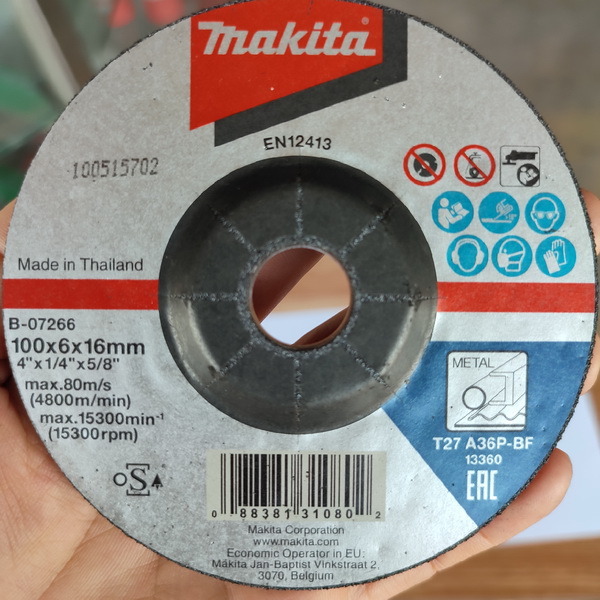 Makita
EN12413
100515702
Made in Thailand
B-07266
100x6x16mm
4"x1/4"x5/8"
max.80m/s
(4800m/min)
max.15300min⁻¹
(15300rpm)
METAL
T27 A36P-BF
13360
EAC
S
0 88381 31080 2
Makita Corporation
www.makita.com
Economic Operator in EU:
Makita Jan-Baptist Vinkstraat 2,
3070, Belgium